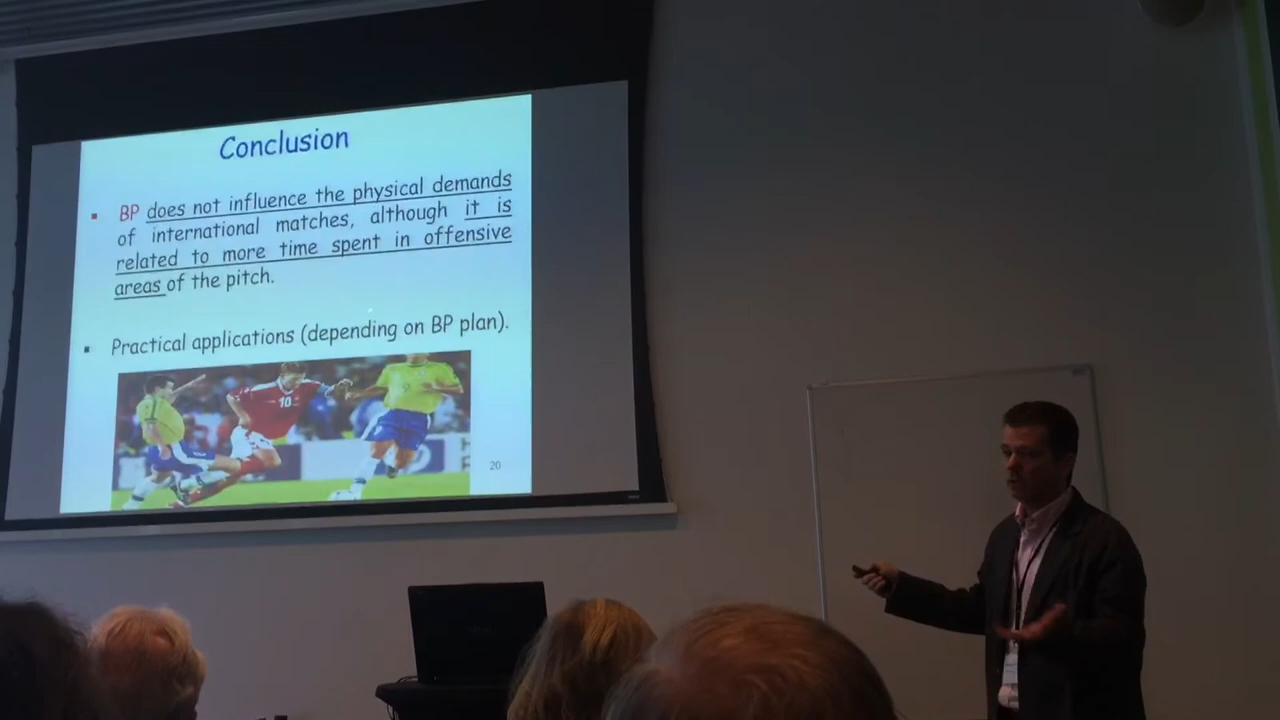 Conclusion
▪ BP does not influence the physical demands
of international matches, although it is
related to more time spent in offensive
areas of the pitch.
▪ Practical applications (depending on BP plan).
10
20